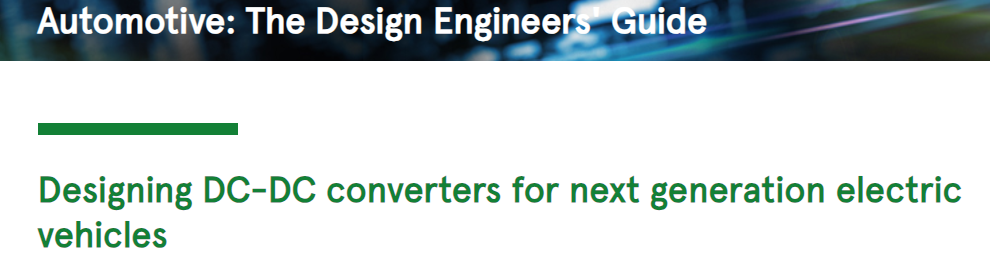 Automotive: The Design Engineers' Guide
Designing DC-DC converters for next generation electric
vehicles